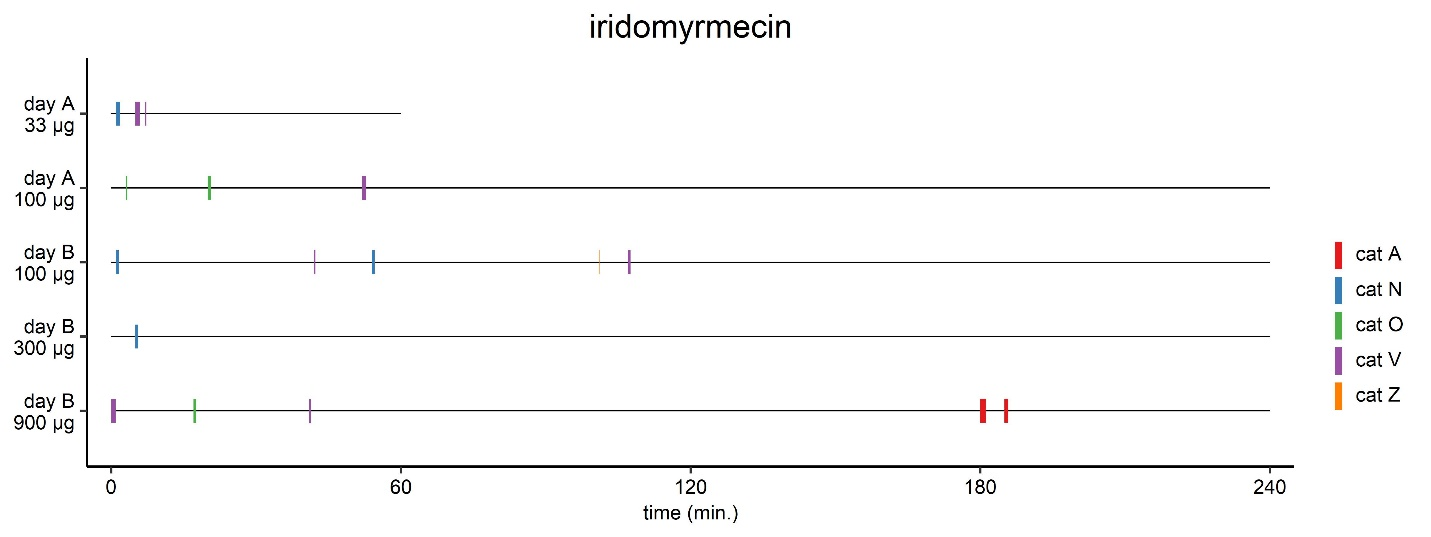 iridomyrmecin
day A
33 µg
day A
100 µg
day B
100 µg
day B
300 µg
day B
900 µg
cat A
cat N
cat O
cat V
cat Z
0 60 120 180 240
time (min.)